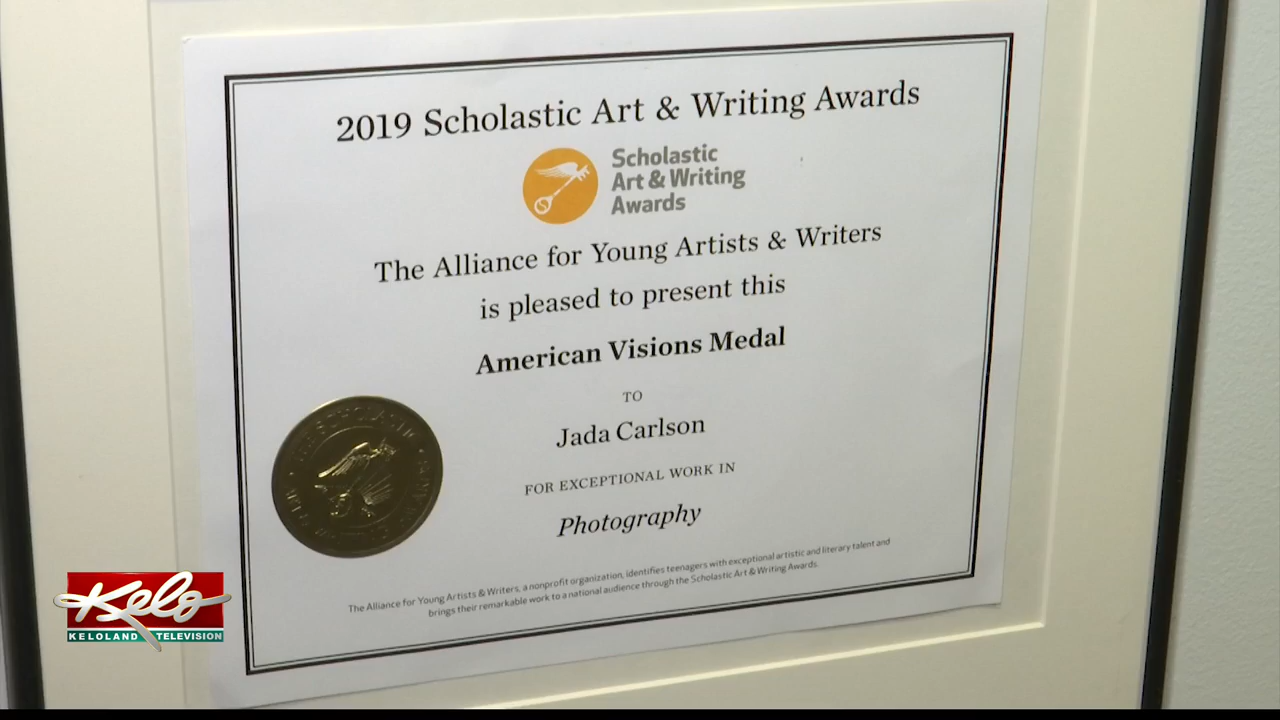 2019 Scholastic Art & Writing Awards
Scholastic
Art & Writing
Awards
The Alliance for Young Artists & Writers
is pleased to present this
American Visions Medal
TO
Jada Carlson
FOR EXCEPTIONAL WORK IN
Photography
The Alliance for Young Artists & Writers, a nonprofit organization, identifies teenagers with exceptional artistic and literary talent and
brings their remarkable work to a national audience through the Scholastic Art & Writing Awards.
Kelo
KELOLAND TELEVISION